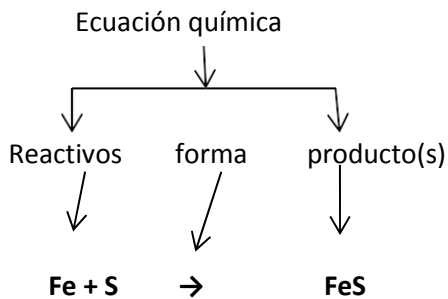 Ecuación química
Reactivos forma producto(s)
Fe + S → FeS